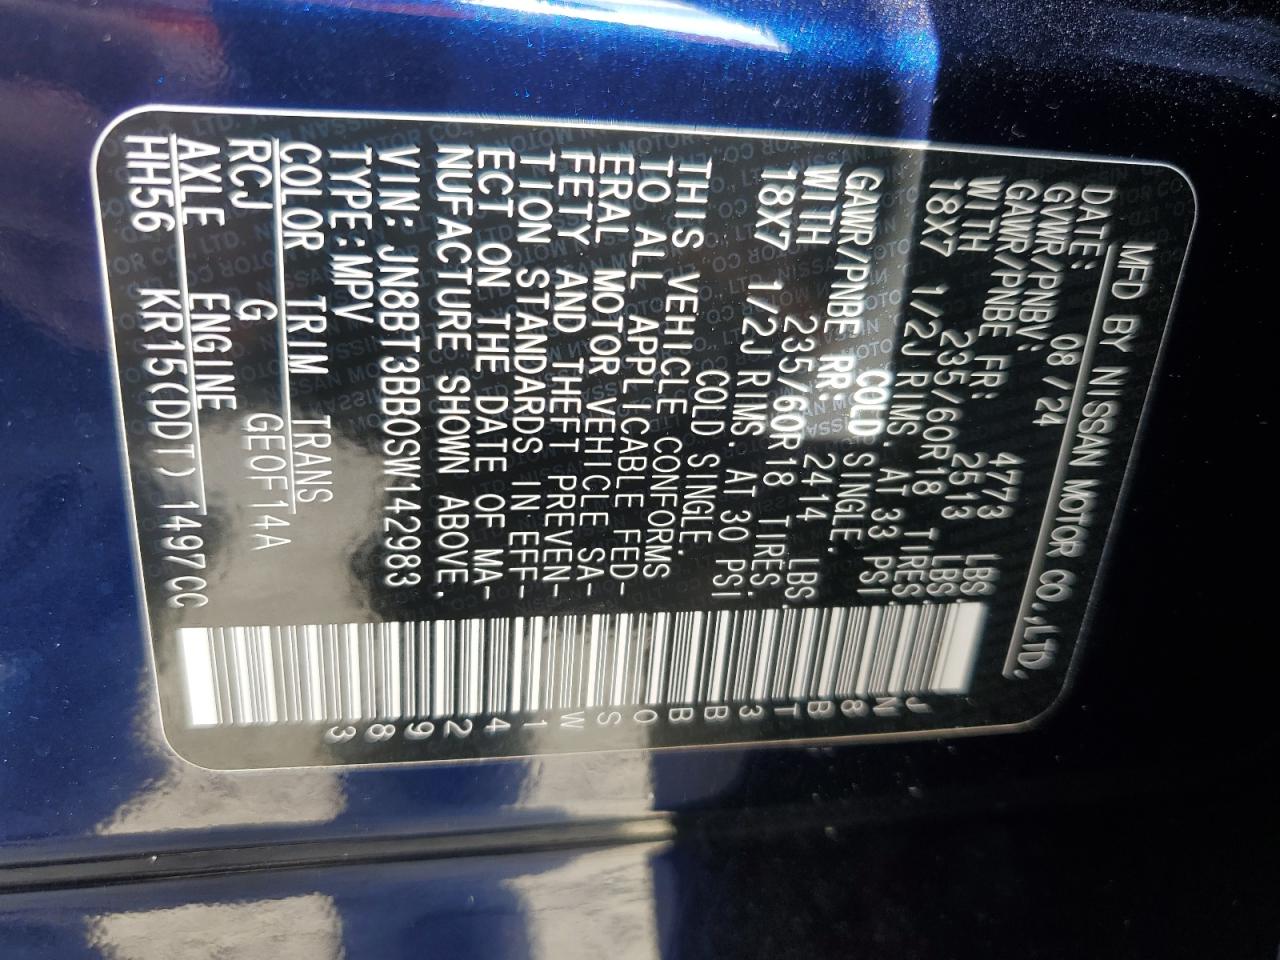 MFD BY NISSAN MOTOR CO.,LTD.
DATE: 08/24
GVWR/PNBV: 4773 LBS.
GAWR/PNBE FR: 2513 LBS.
WITH 235/60R18 TIRES.
18X7 1/2J RIMS. AT 33 PSI
COLD SINGLE.
GAWR/PNBE RR: 2414 LBS.
WITH 235/60R18 TIRES.
18X7 1/2J RIMS. AT 30 PSI
COLD SINGLE.
THIS VEHICLE CONFORMS
TO ALL APPLICABLE FED-
ERAL MOTOR VEHICLE SA-
FETY AND THEFT PREVEN-
TION STANDARDS IN EFF-
ECT ON THE DATE OF MA-
NUFACTURE SHOWN ABOVE.
VIN: JN8BT3BB0SW142983
TYPE:MPV
COLOR TRIM TRANS
RCJ G GE0F14A
AXLE ENGINE
HH56 KR15(DDT) 1497CC
JN8BT3BB0SW142983